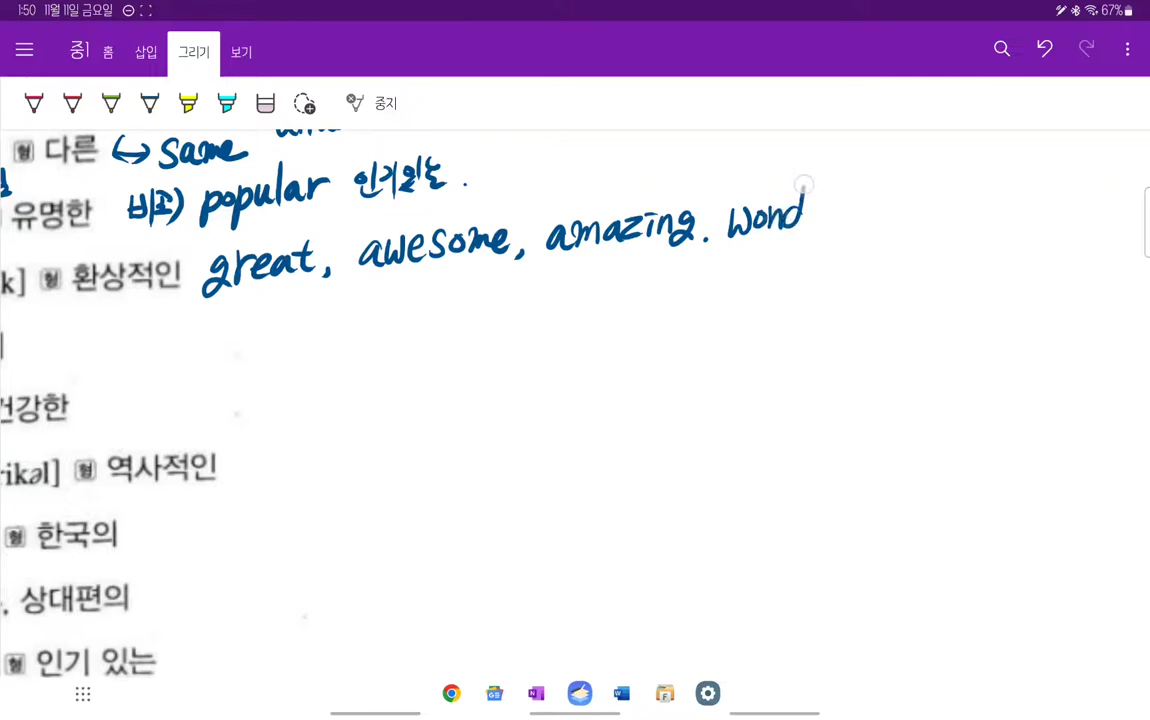 1:50 11월 11일 금요일 67%
중1 홈 삽입 그리기 보기
중지
형 다른 ↔ same
유명한 비교) popular 인기있는.
k] 형 환상적인 great, awesome, amazing. wond
건강한
rikəl] 형 역사적인
형 한국의
, 상대편의
형 인기 있는